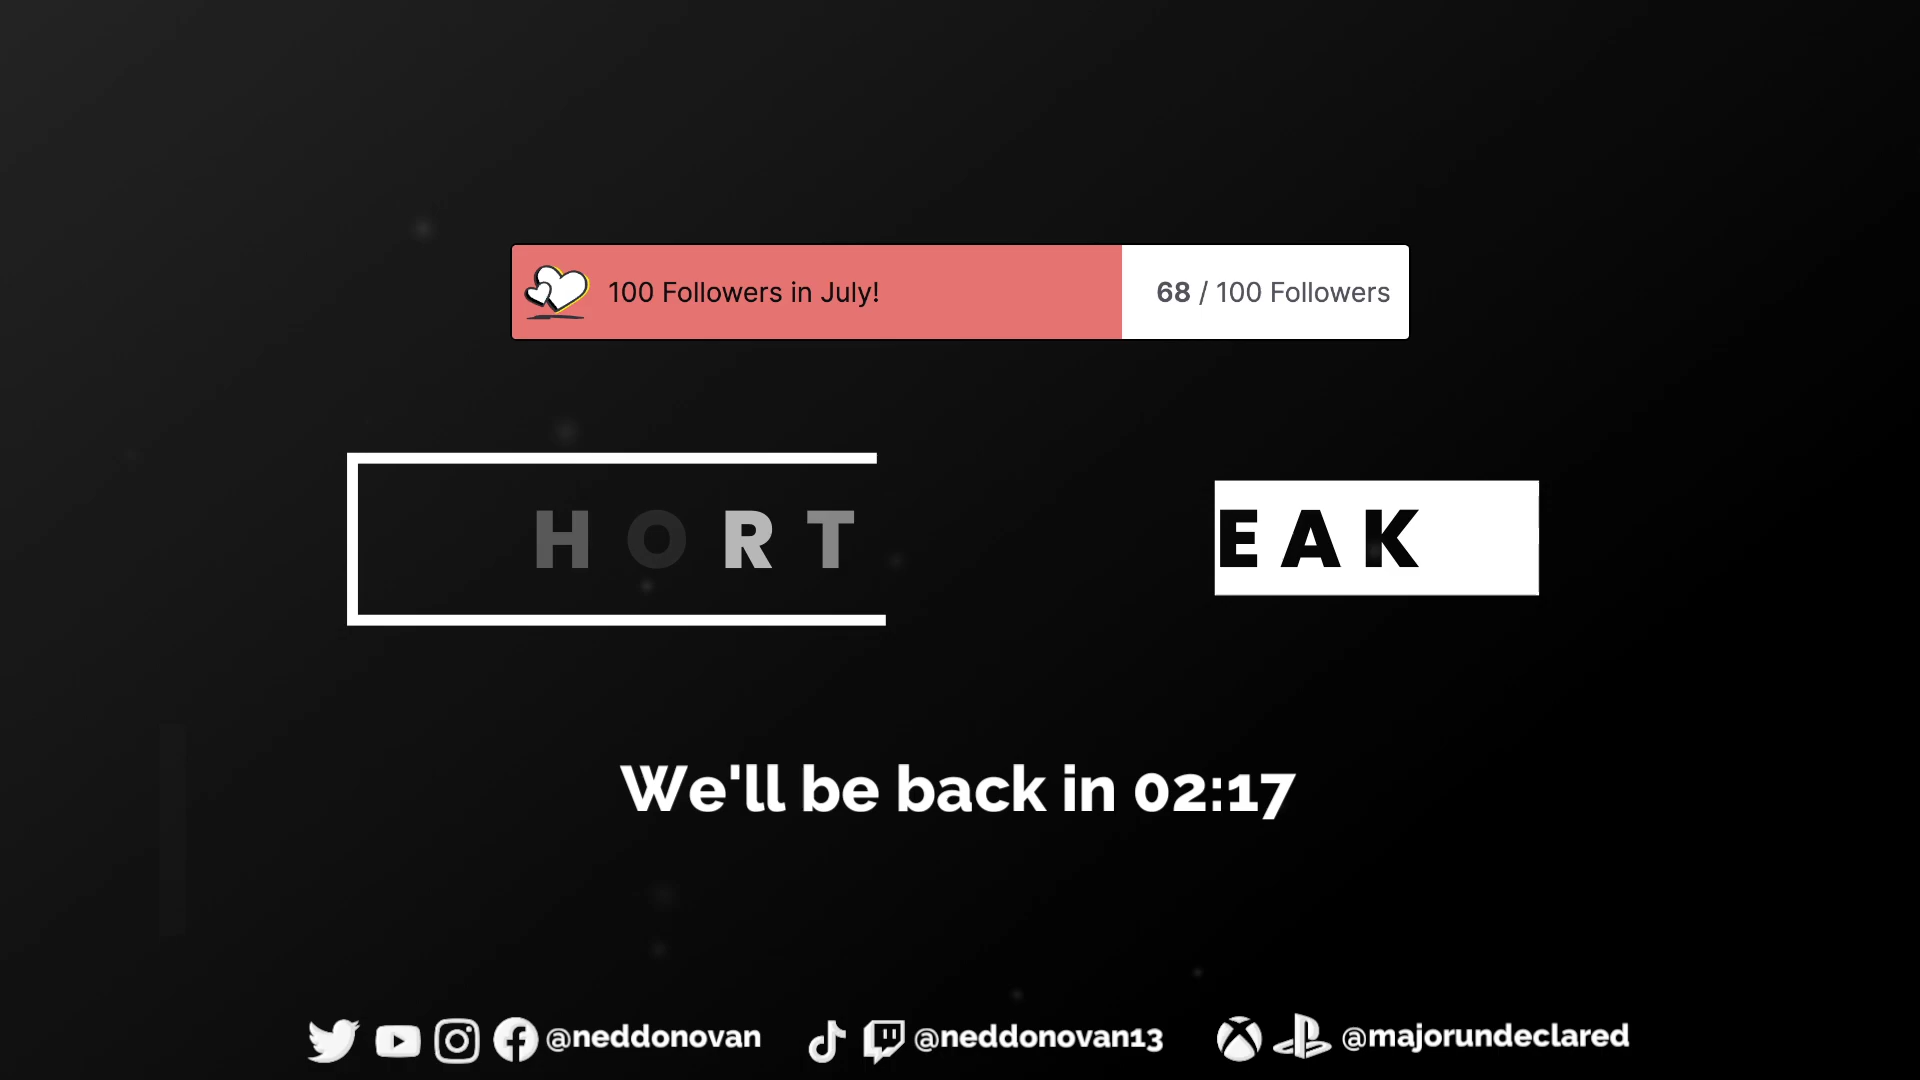 100 Followers in July! 68 / 100 Followers
HORT EAK
We'll be back in 02:17
@neddonovan @neddonovan13 @majorundeclared